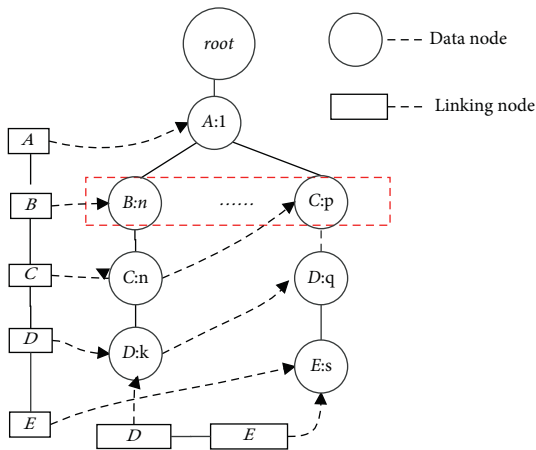 root
Data node
Linking node
A:1
A
B
B:n
......
C:p
C
C:n
D:q
D
D:k
E:s
E
D
E